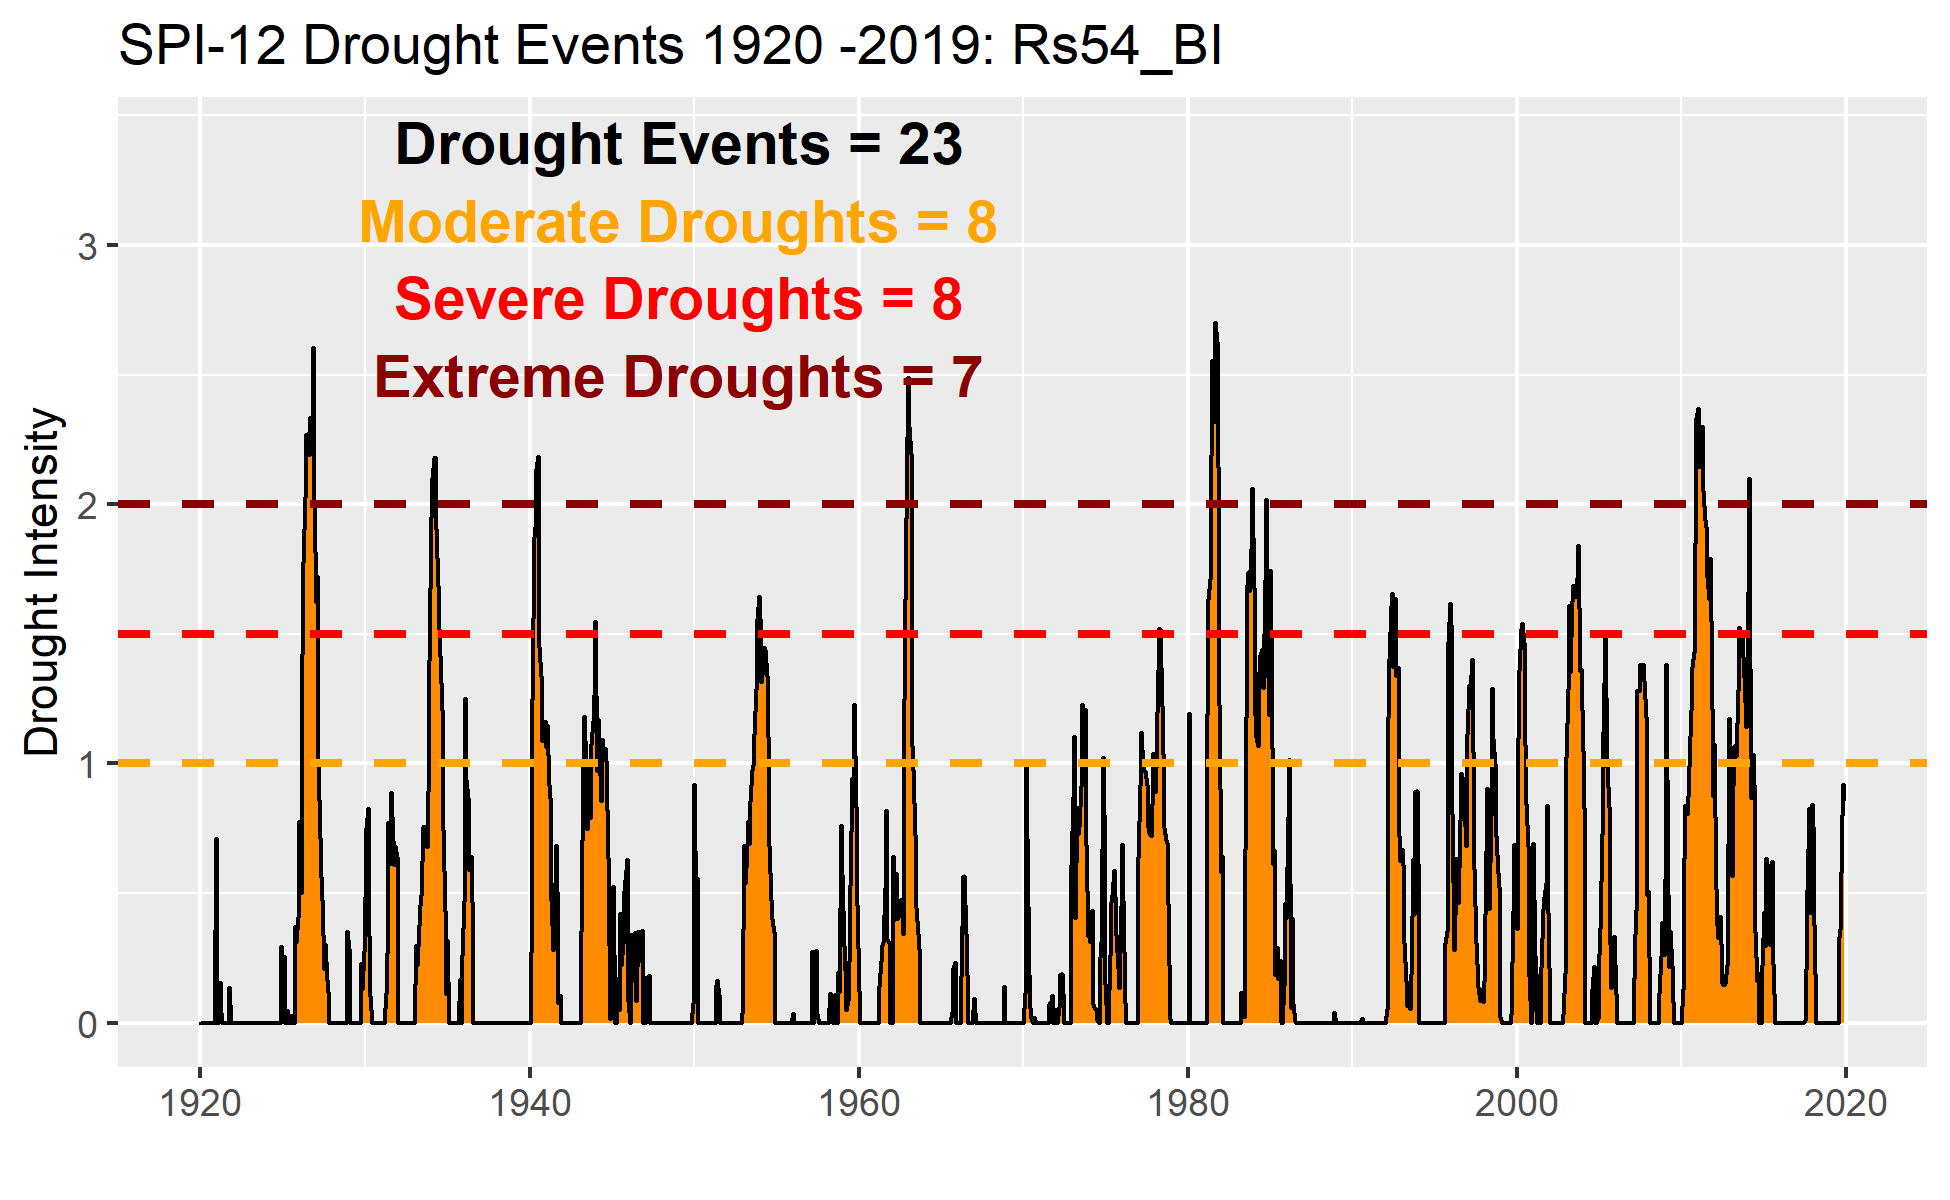 SPI-12 Drought Events 1920 -2019: Rs54_BI
Drought Events = 23
Moderate Droughts = 8
Severe Droughts = 8
Extreme Droughts = 7
Drought Intensity
3
2
1
0
1920 1940 1960 1980 2000 2020